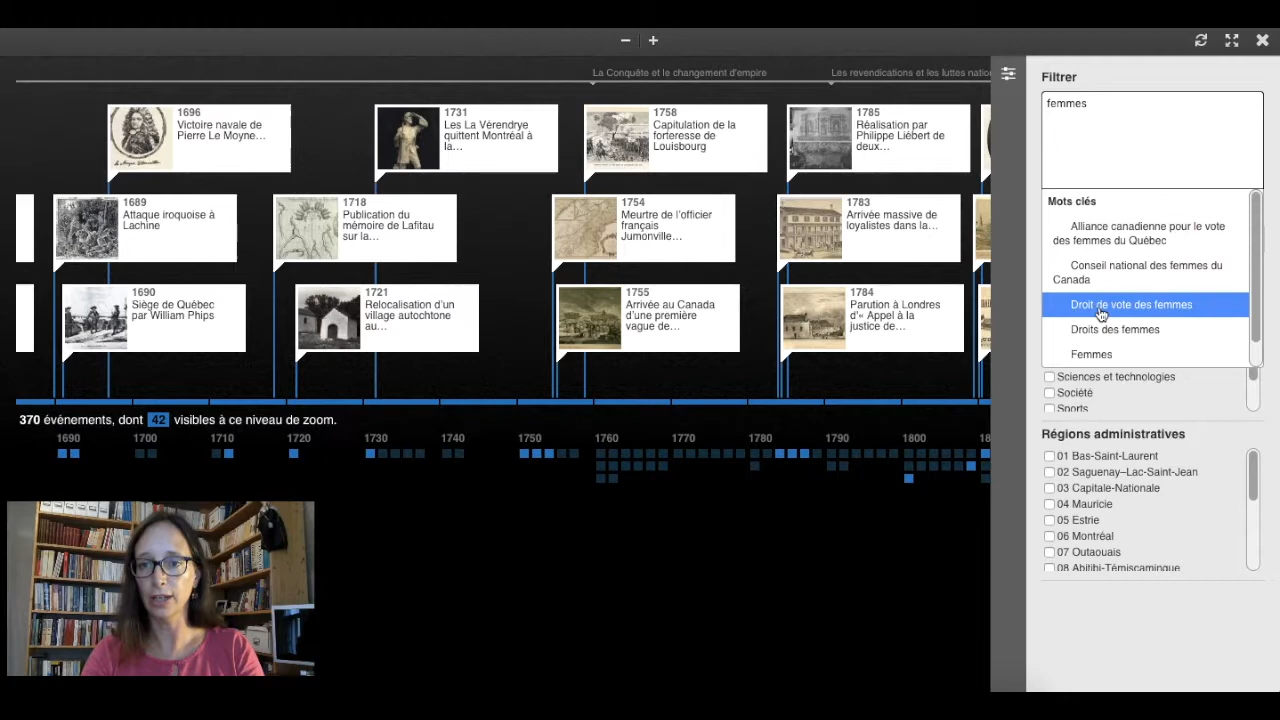 − +
La Conquête et le changement d'empire
Les revendications et les luttes natio
1696
Victoire navale de
Pierre Le Moyne…
1731
Les La Vérendrye
quittent Montréal à
la…
1758
Capitulation de la
forteresse de
Louisbourg
1785
Réalisation par
Philippe Liébert de
deux…
1689
Attaque iroquoise à
Lachine
1718
Publication du
mémoire de Lafitau
sur la…
1754
Meurtre de l'officier
français
Jumonville…
1783
Arrivée massive de
loyalistes dans la…
1690
Siège de Québec
par William Phips
1721
Relocalisation d'un
village autochtone
au…
1755
Arrivée au Canada
d'une première
vague de…
1784
Parution à Londres
d'« Appel à la
justice de…
370 événements, dont 42 visibles à ce niveau de zoom.
1690 1700 1710 1720 1730 1740 1750 1760 1770 1780 1790 1800 18
Filtrer
femmes
Mots clés
Alliance canadienne pour le vote
des femmes du Québec
Conseil national des femmes du
Canada
Droit de vote des femmes
Droits des femmes
Femmes
Sciences et technologies
Société
Sports
Régions administratives
01 Bas-Saint-Laurent
02 Saguenay–Lac-Saint-Jean
03 Capitale-Nationale
04 Mauricie
05 Estrie
06 Montréal
07 Outaouais
08 Abitibi-Témiscamingue